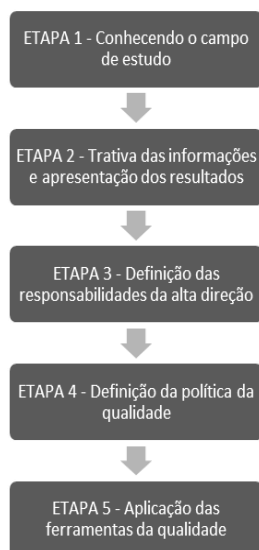 ETAPA 1 - Conhecendo o campo
de estudo
ETAPA 2 - Trativa das informações
e apresentação dos resultados
ETAPA 3 - Definição das
responsabilidades da alta direção
ETAPA 4 - Definição da política da
qualidade
ETAPA 5 - Aplicação das
ferramentas da qualidade